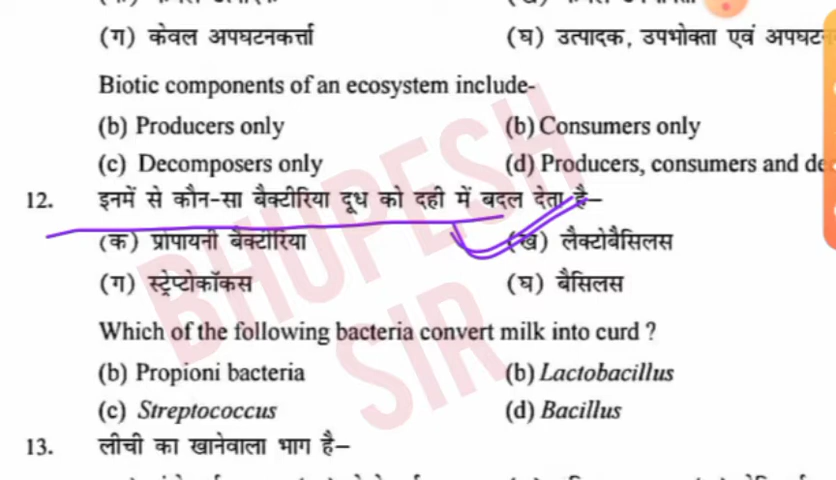 (ग) केवल अपघटनकर्त्ता (घ) उत्पादक, उपभोक्ता एवं
Biotic components of an ecosystem include-
(b) Producers only (b) Consumers only
(c) Decomposers only (d) Producers, consumers and
12. इनमें से कौन-सा बैक्टीरिया दूध को दही में बदल देता है–
(क) प्रोपायनी बैक्टीरिया (ख) लैक्टोबैसिलस
(ग) स्ट्रेप्टोकॉकस (घ) बैसिलस
Which of the following bacteria convert milk into curd ?
(b) Propioni bacteria (b) Lactobacillus
(c) Streptococcus (d) Bacillus
13. लीची का खानेवाला भाग है–
BHUPESH
SIR